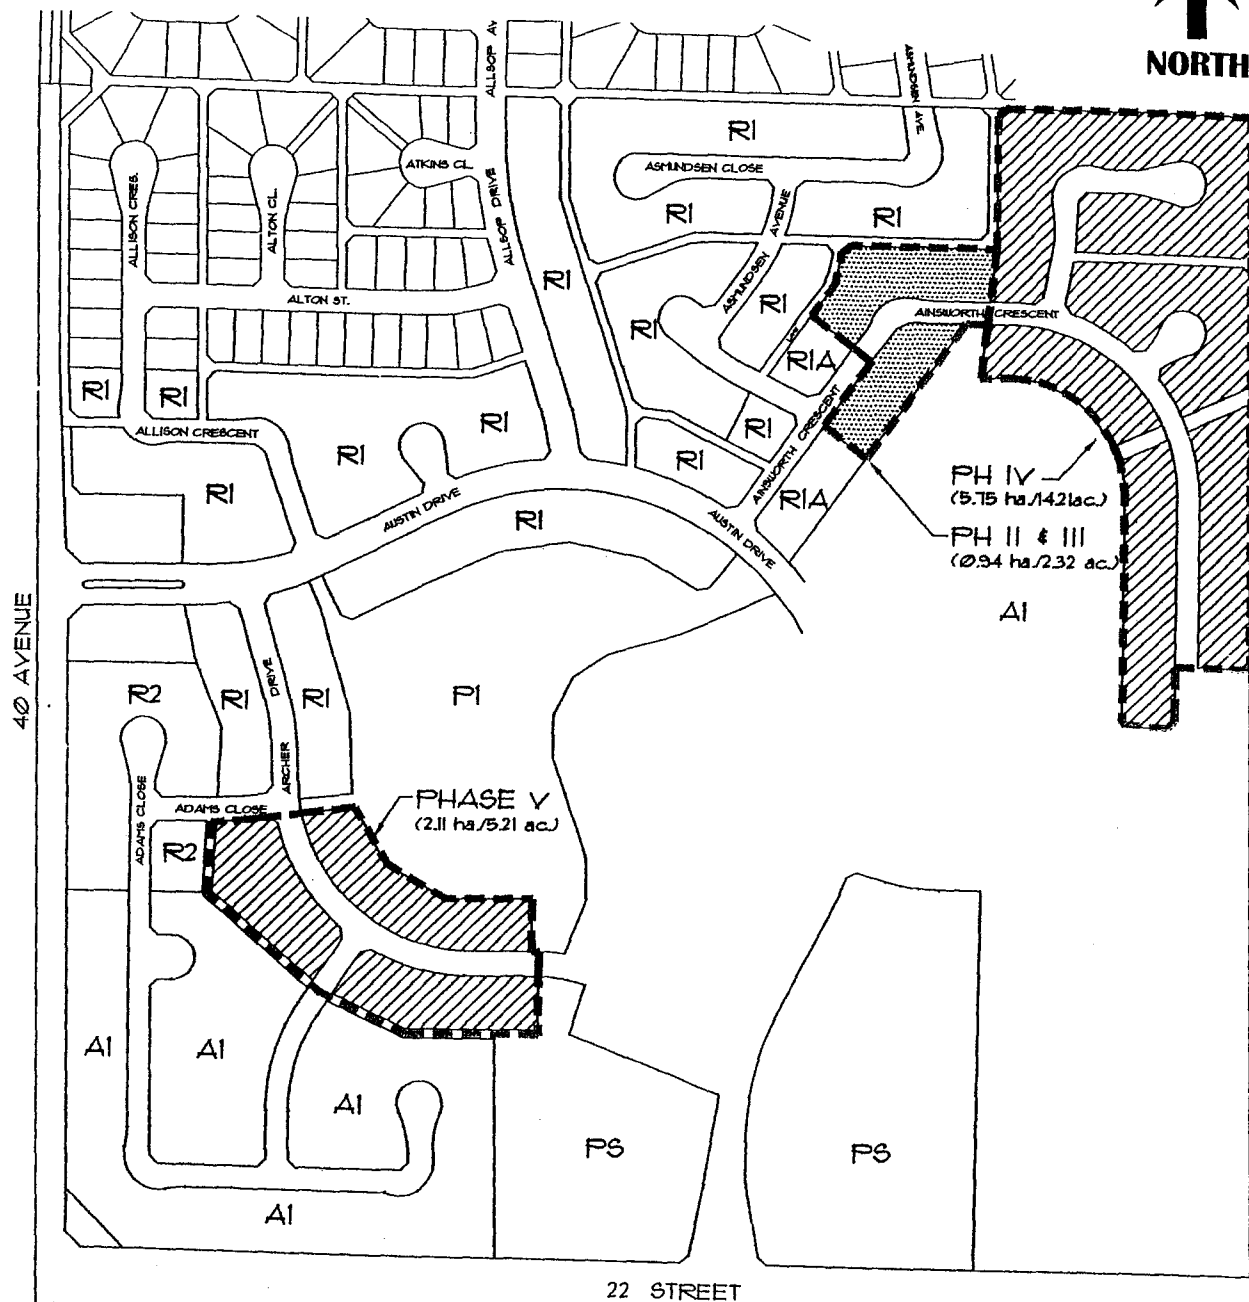 NORTH
ALLSOP AV
ASMUNDSEN AVE.
R1
ATKINS CL.
ASMUNDSEN CLOSE
ALLISON CRES.
ALTON CL.
ALLSOP DRIVE
R1
ASMUNDSEN AVENUE
R1
R1
ALTON ST.
R1
R1
AINSWORTH CRESCENT
R1A
R1
R1
R1
ALLISON CRESCENT
R1
R1
R1
R1
AINSWORTH CRESCENT
R1
R1A
PH IV
(5.75 ha./14.21ac.)
AUSTIN DRIVE
R1
AUSTIN DRIVE
PH II & III
(0.94 ha./2.32 ac.)
A1
40 AVENUE
R2
R1
DRIVE
R1
P1
ARCHER
ADAMS CLOSE
ADAMS CLOSE
PHASE V
(2.11 ha./5.21 ac.)
R2
A1
A1
A1
PS
PS
A1
22 STREET